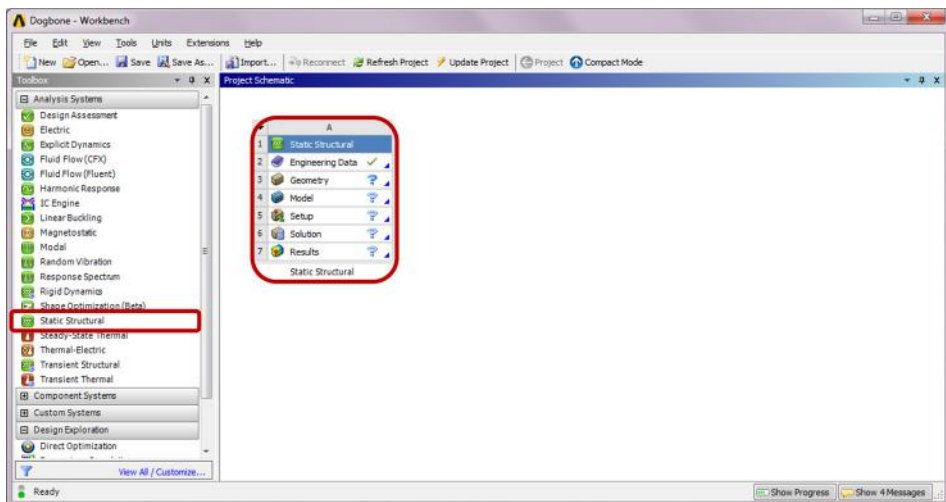 Dogbone - Workbench
File Edit View Tools Units Extensions Help
New Open... Save Save As... Import... Reconnect Refresh Project Update Project Project Compact Mode
Toolbox
Project Schematic
Analysis Systems
Design Assessment
Electric
Explicit Dynamics
Fluid Flow (CFX)
Fluid Flow (Fluent)
Harmonic Response
IC Engine
Linear Buckling
Magnetostatic
Modal
Random Vibration
Response Spectrum
Rigid Dynamics
Shape Optimization (Beta)
Static Structural
Steady-State Thermal
Thermal-Electric
Transient Structural
Transient Thermal
Component Systems
Custom Systems
Design Exploration
Direct Optimization
View All / Customize...
A
1 Static Structural
2 Engineering Data
3 Geometry
4 Model
5 Setup
6 Solution
7 Results
Static Structural
Ready
Show Progress Show 4 Messages